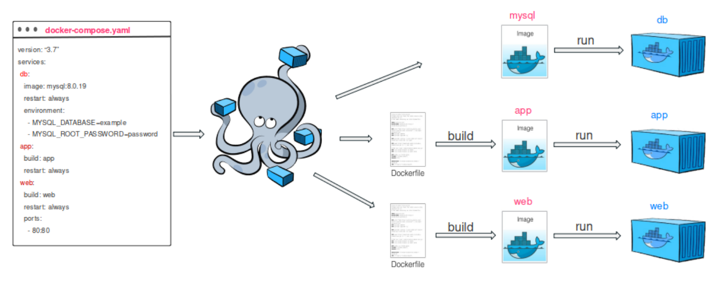 docker-compose.yaml
version: "3.7"
services:
db:
image: mysql:8.0.19
restart: always
environment:
- MYSQL_DATABASE=example
- MYSQL_ROOT_PASSWORD=password
app:
build: app
restart: always
web:
build: web
restart: always
ports:
- 80:80
mysql
Image
run
db
Dockerfile
build
app
Image
run
app
Dockerfile
build
web
Image
run
web